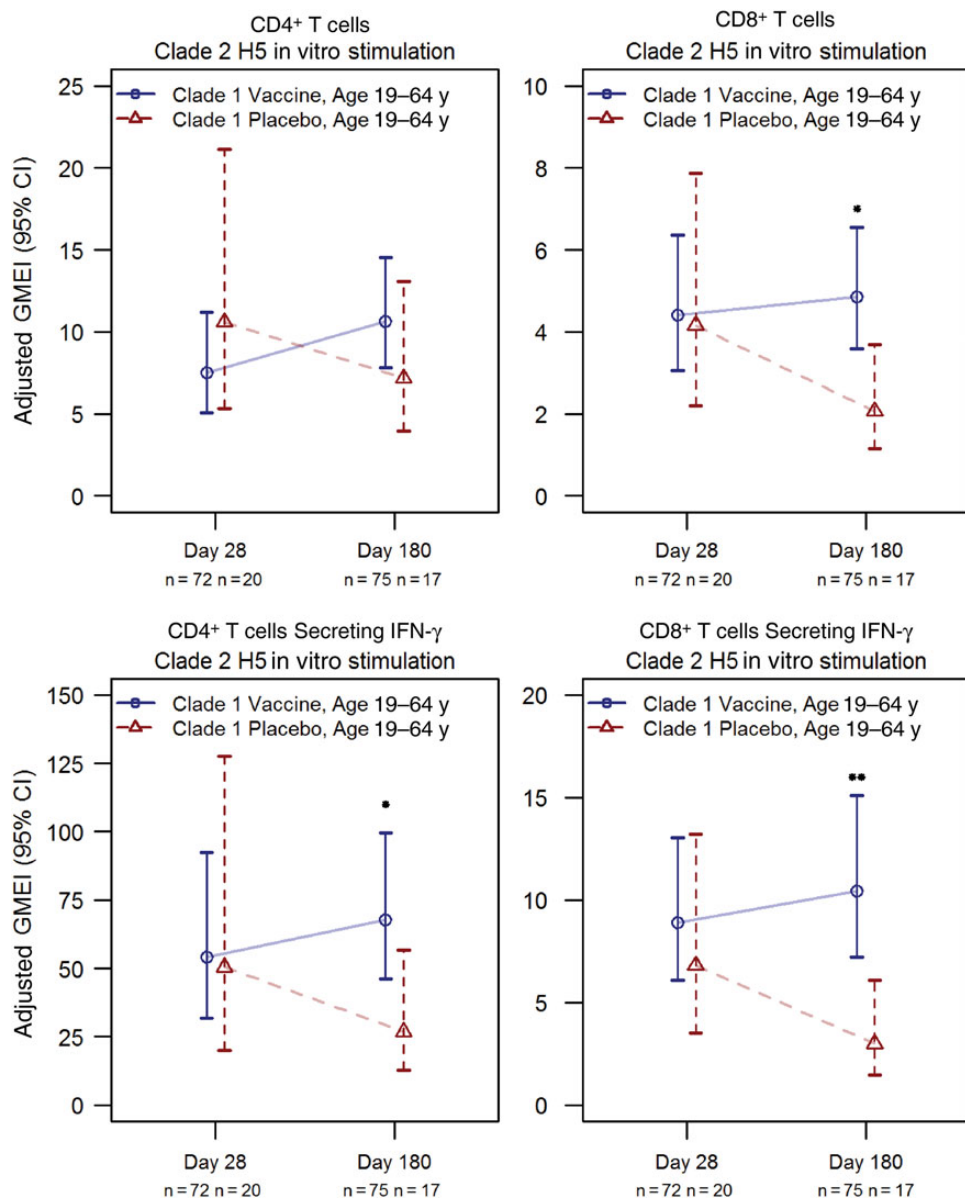 CD4⁺ T cells
Clade 2 H5 in vitro stimulation
Adjusted GMEI (95% CI)
25
20
15
10
5
0
Clade 1 Vaccine, Age 19–64 y
Clade 1 Placebo, Age 19–64 y
Day 28
Day 180
n = 72 n = 20
n = 75 n = 17
CD8⁺ T cells
Clade 2 H5 in vitro stimulation
10
8
6
4
2
0
Clade 1 Vaccine, Age 19–64 y
Clade 1 Placebo, Age 19–64 y
*
Day 28
Day 180
n = 72 n = 20
n = 75 n = 17
CD4⁺ T cells Secreting IFN-γ
Clade 2 H5 in vitro stimulation
Adjusted GMEI (95% CI)
150
125
100
75
50
25
0
Clade 1 Vaccine, Age 19–64 y
Clade 1 Placebo, Age 19–64 y
*
Day 28
Day 180
n = 72 n = 20
n = 75 n = 17
CD8⁺ T cells Secreting IFN-γ
Clade 2 H5 in vitro stimulation
20
15
10
5
0
Clade 1 Vaccine, Age 19–64 y
Clade 1 Placebo, Age 19–64 y
**
Day 28
Day 180
n = 72 n = 20
n = 75 n = 17